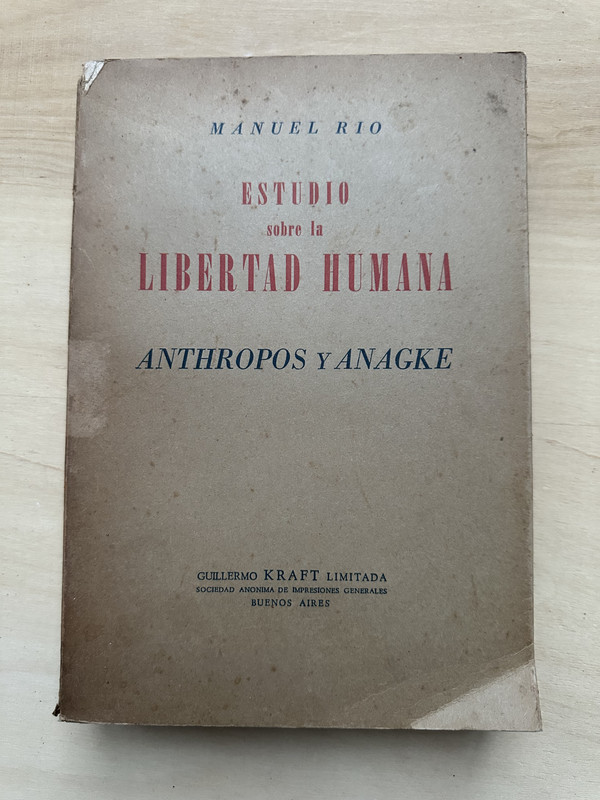 MANUEL RIO
ESTUDIO
sobre la
LIBERTAD HUMANA
ANTHROPOS Y ANAGKE
GUILLERMO KRAFT LIMITADA
SOCIEDAD ANONIMA DE IMPRESIONES GENERALES
BUENOS AIRES